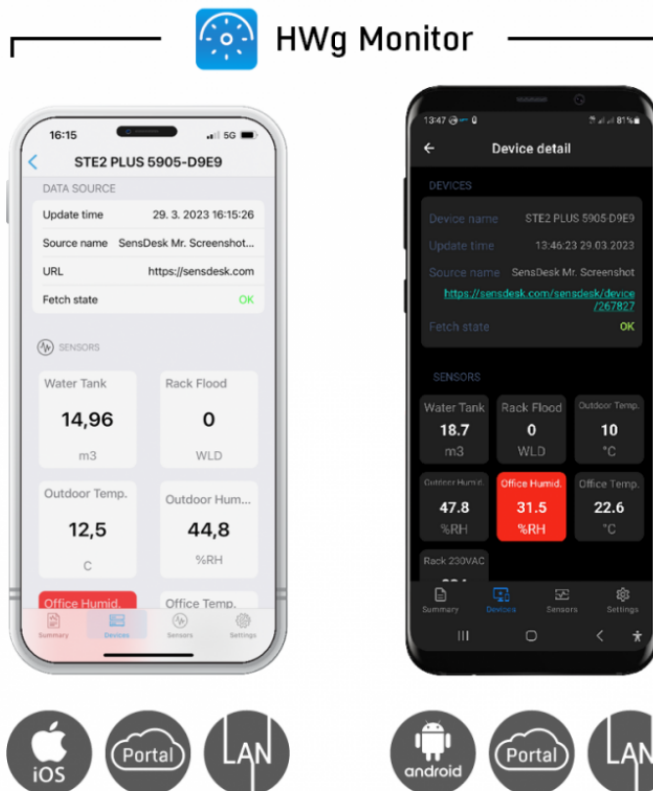 HWg Monitor
16:15
5G
STE2 PLUS 5905-D9E9
DATA SOURCE
Update time 29. 3. 2023 16:15:26
Source name SensDesk Mr. Screenshot...
URL https://sensdesk.com
Fetch state OK
SENSORS
Water Tank Rack Flood
14,96 0
m3 WLD
Outdoor Temp. Outdoor Hum...
12,5 44,8
C %RH
Office Humid. Office Temp.
Summary Devices Sensors Settings
iOS
Portal
LAN
13:47 81%
Device detail
DEVICES
Device name STE2 PLUS 5905-D9E9
Update time 13:46:23 29.03.2023
Source name SensDesk Mr. Screenshot
https://sensdesk.com/sensdesk/device
/267827
Fetch state OK
SENSORS
Water Tank Rack Flood Outdoor Temp.
18.7 0 10
m3 WLD °C
Outdoor Humid. Office Humid. Office Temp.
47.8 31.5 22.6
%RH %RH °C
Rack 230VAC
Summary Devices Sensors Settings
android
Portal
LAN